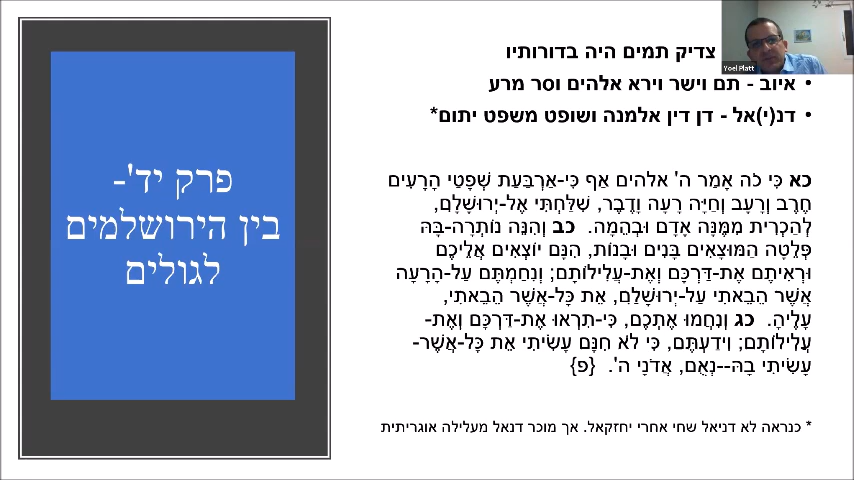 צדיק תמים היה בדורותיו
Yoel Platt
• איוב - תם וישר וירא אלהים וסר מרע
• דנ(י)אל - דן דין אלמנה ושופט משפט יתום*
פרק יד'-
בין הירושלמים
לגולים
כא כִּי כֹה אָמַר ה' אלהים אַף כִּי-אַרְבַּעַת שְׁפָטַי הָרָעִים
חֶרֶב וְרָעָב וְחַיָּה רָעָה וָדֶבֶר, שִׁלַּחְתִּי אֶל-יְרוּשָׁלִָם,
לְהַכְרִית מִמֶּנָּה אָדָם וּבְהֵמָה. כב וְהִנֵּה נוֹתְרָה-בָּהּ
פְּלֵטָה הַמּוּצָאִים בָּנִים וּבָנוֹת, הִנָּם יוֹצְאִים אֲלֵיכֶם
וּרְאִיתֶם אֶת-דַּרְכָּם וְאֶת-עֲלִילוֹתָם; וְנִחַמְתֶּם עַל-הָרָעָה
אֲשֶׁר הֵבֵאתִי עַל-יְרוּשָׁלִַם, אֵת כָּל-אֲשֶׁר הֵבֵאתִי,
עָלֶיהָ. כג וְנִחֲמוּ אֶתְכֶם, כִּי-תִרְאוּ אֶת-דַּרְכָּם וְאֶת-
עֲלִילוֹתָם; וִידַעְתֶּם, כִּי לֹא חִנָּם עָשִׂיתִי אֵת כָּל-אֲשֶׁר-
עָשִׂיתִי בָהּ--נְאֻם, אֲדֹנָי ה'. {פ}
* כנראה לא דניאל שחי אחרי יחזקאל. אך מוכר דנאל מעלילה אוגריתית